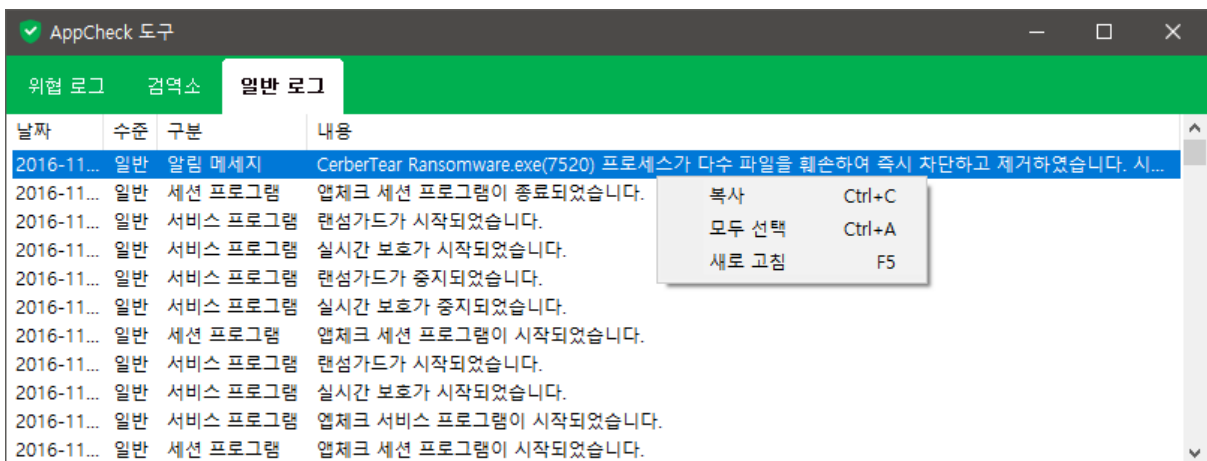 AppCheck 도구
위협 로그 검역소 일반 로그
날짜 수준 구분 내용
2016-11... 일반 알림 메세지 CerberTear Ransomware.exe(7520) 프로세스가 다수 파일을 훼손하여 즉시 차단하고 제거하였습니다. 시...
2016-11... 일반 세션 프로그램 앱체크 세션 프로그램이 종료되었습니다.
2016-11... 일반 서비스 프로그램 랜섬가드가 시작되었습니다.
2016-11... 일반 서비스 프로그램 실시간 보호가 시작되었습니다.
2016-11... 일반 서비스 프로그램 랜섬가드가 중지되었습니다.
2016-11... 일반 서비스 프로그램 실시간 보호가 중지되었습니다.
2016-11... 일반 세션 프로그램 앱체크 세션 프로그램이 시작되었습니다.
2016-11... 일반 서비스 프로그램 랜섬가드가 시작되었습니다.
2016-11... 일반 서비스 프로그램 실시간 보호가 시작되었습니다.
2016-11... 일반 서비스 프로그램 엡체크 서비스 프로그램이 시작되었습니다.
2016-11... 일반 세션 프로그램 앱체크 세션 프로그램이 시작되었습니다.
복사 Ctrl+C
모두 선택 Ctrl+A
새로 고침 F5